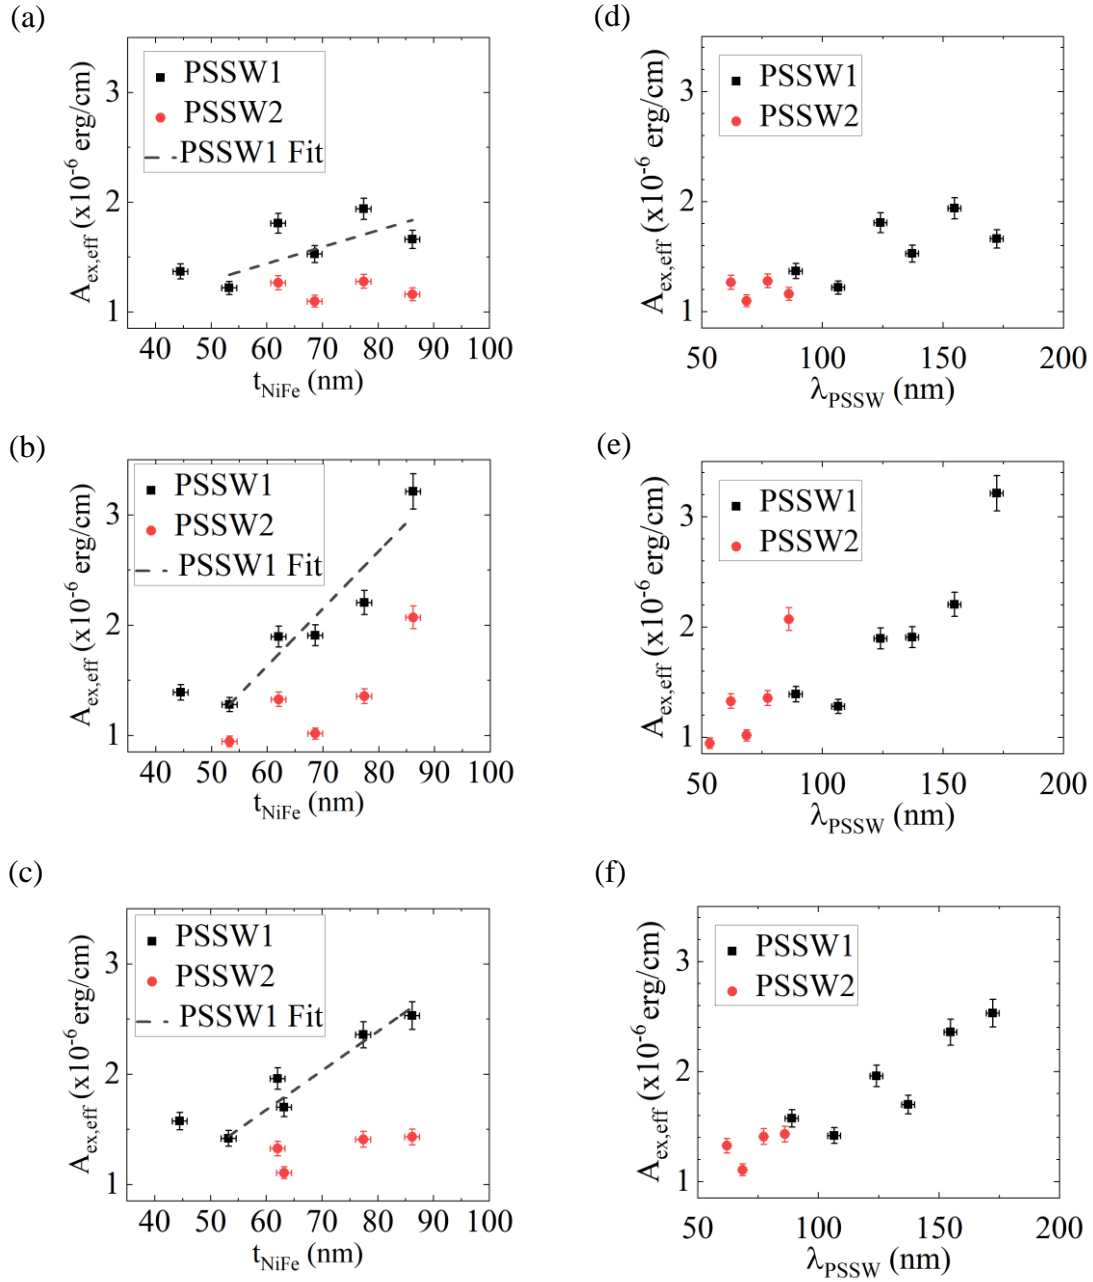 (a)
3
2
1
A_ex,eff (x10^-6 erg/cm)
PSSW1
PSSW2
PSSW1 Fit
40 50 60 70 80 90 100
t_NiFe (nm)
(d)
3
2
1
A_ex,eff (x10^-6 erg/cm)
PSSW1
PSSW2
50 100 150 200
λ_PSSW (nm)
(b)
3
2
1
A_ex,eff (x10^-6 erg/cm)
PSSW1
PSSW2
PSSW1 Fit
40 50 60 70 80 90 100
t_NiFe (nm)
(e)
3
2
1
A_ex,eff (x10^-6 erg/cm)
PSSW1
PSSW2
50 100 150 200
λ_PSSW (nm)
(c)
3
2
1
A_ex,eff (x10^-6 erg/cm)
PSSW1
PSSW2
PSSW1 Fit
40 50 60 70 80 90 100
t_NiFe (nm)
(f)
3
2
1
A_ex,eff (x10^-6 erg/cm)
PSSW1
PSSW2
50 100 150 200
λ_PSSW (nm)